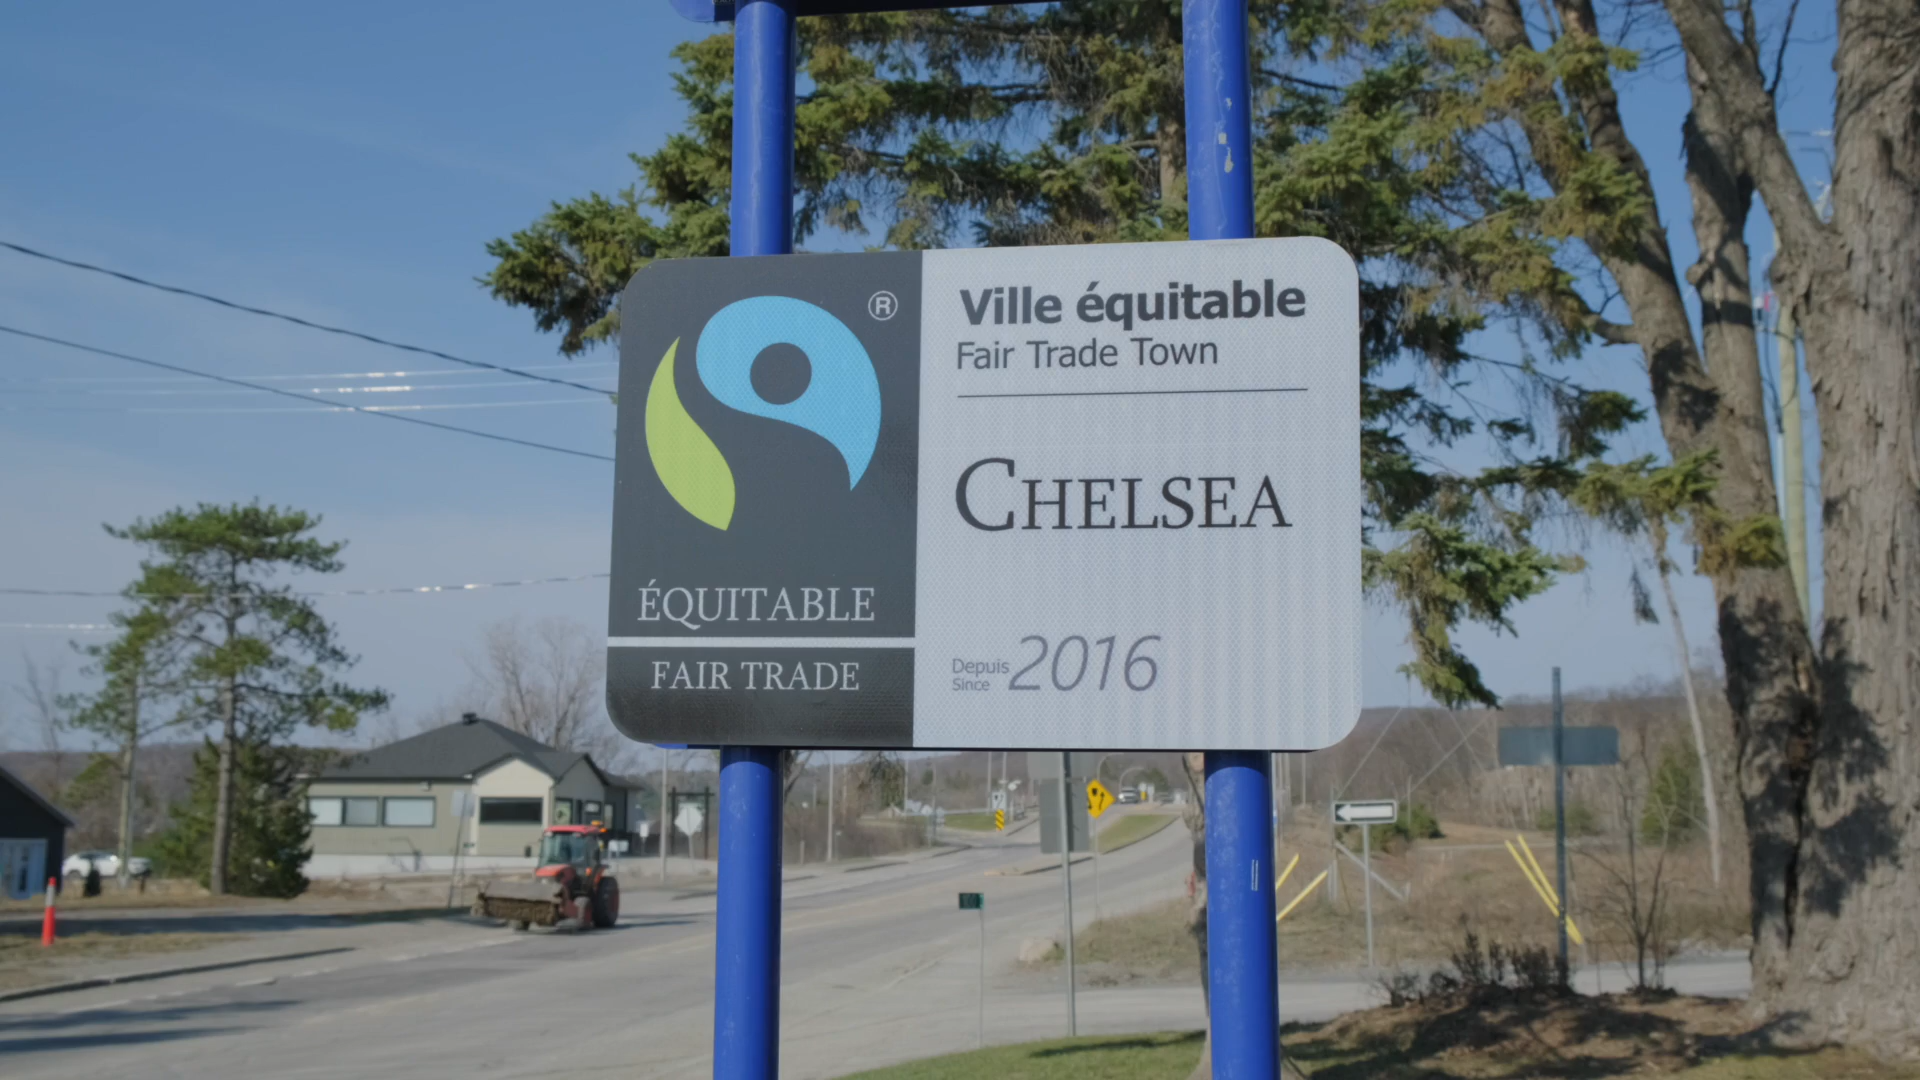 ®
ÉQUITABLE
FAIR TRADE
Ville équitable
Fair Trade Town
CHELSEA
Depuis
Since
2016